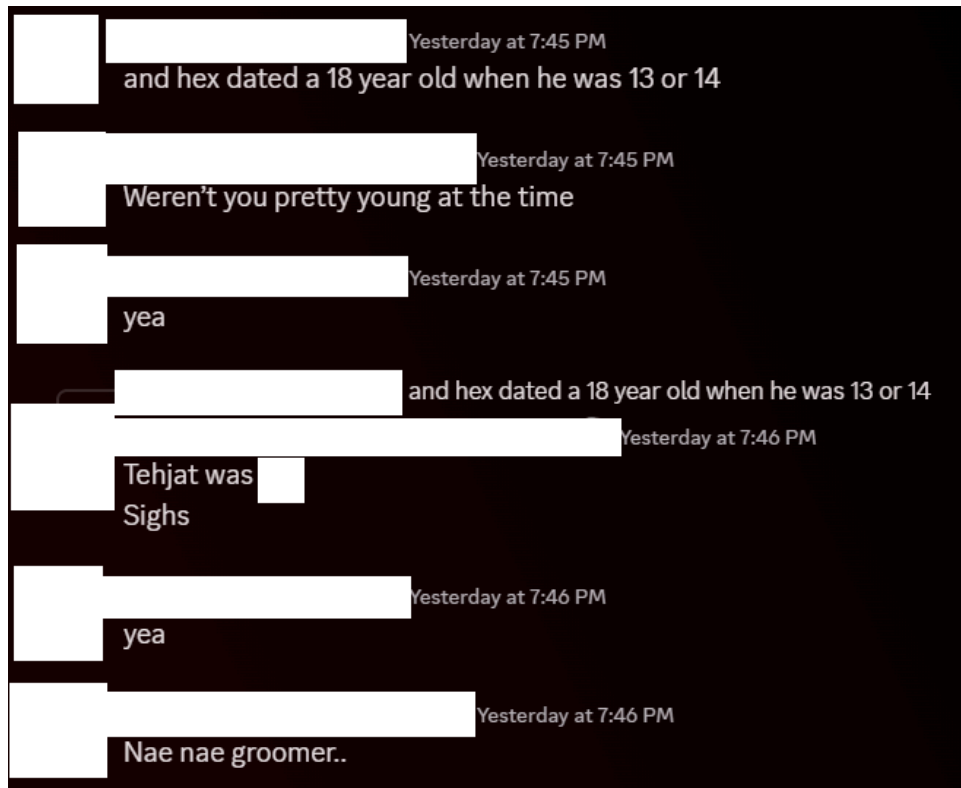 Yesterday at 7:45 PM
and hex dated a 18 year old when he was 13 or 14
Yesterday at 7:45 PM
Weren't you pretty young at the time
Yesterday at 7:45 PM
yea
and hex dated a 18 year old when he was 13 or 14
Yesterday at 7:46 PM
Tehjat was
Sighs
Yesterday at 7:46 PM
yea
Yesterday at 7:46 PM
Nae nae groomer..